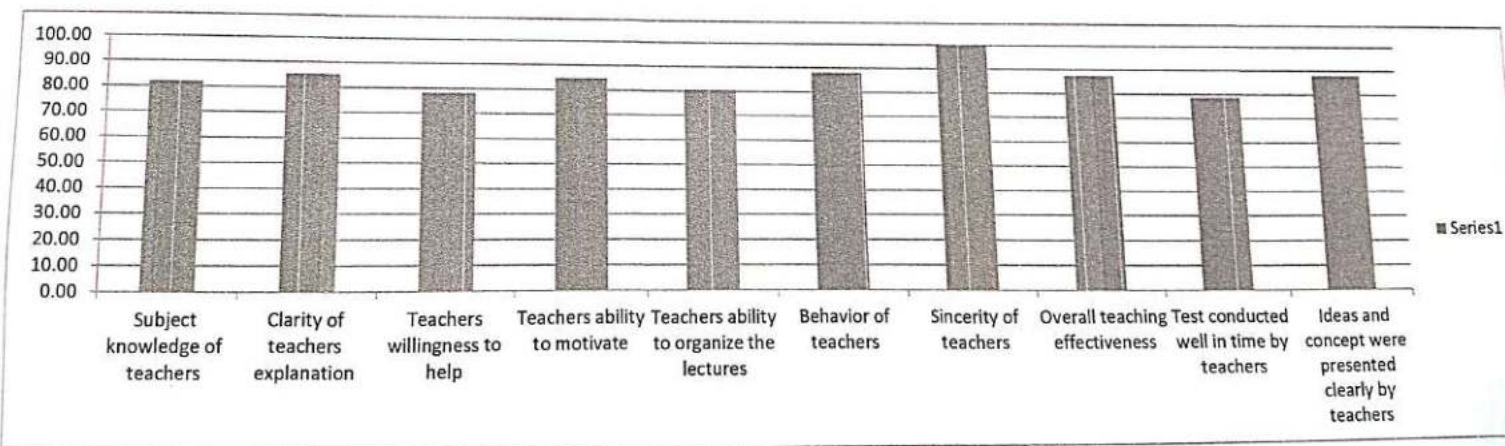 100.00
90.00
80.00
70.00
60.00
50.00
40.00
30.00
20.00
10.00
0.00
Subject
knowledge of
teachers
Clarity of
teachers
explanation
Teachers
willingness to
help
Teachers ability
to motivate
Teachers ability
to organize the
lectures
Behavior of
teachers
Sincerity of
teachers
Overall teaching
effectiveness
Test conducted
well in time by
teachers
Ideas and
concept were
presented
clearly by
teachers
Series1